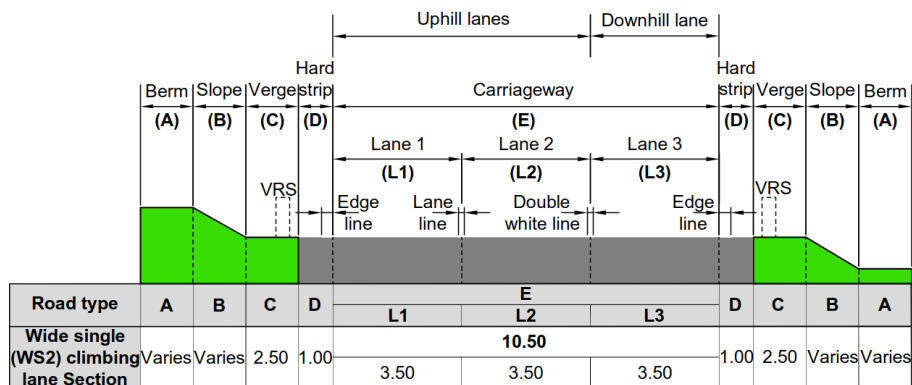 Uphill lanes Downhill lane
Hard Hard
Berm Slope Verge strip Carriageway strip Verge Slope Berm
(A) (B) (C) (D) (E) (D) (C) (B) (A)
Lane 1 Lane 2 Lane 3
(L1) (L2) (L3)
VRS VRS
Edge Lane Double Edge
line line white line line
Road type A B C D E D C B A
L1 L2 L3
Wide single
(WS2) climbing
lane Section
Varies Varies 2.50 1.00 10.50 1.00 2.50 Varies Varies
3.50 3.50 3.50